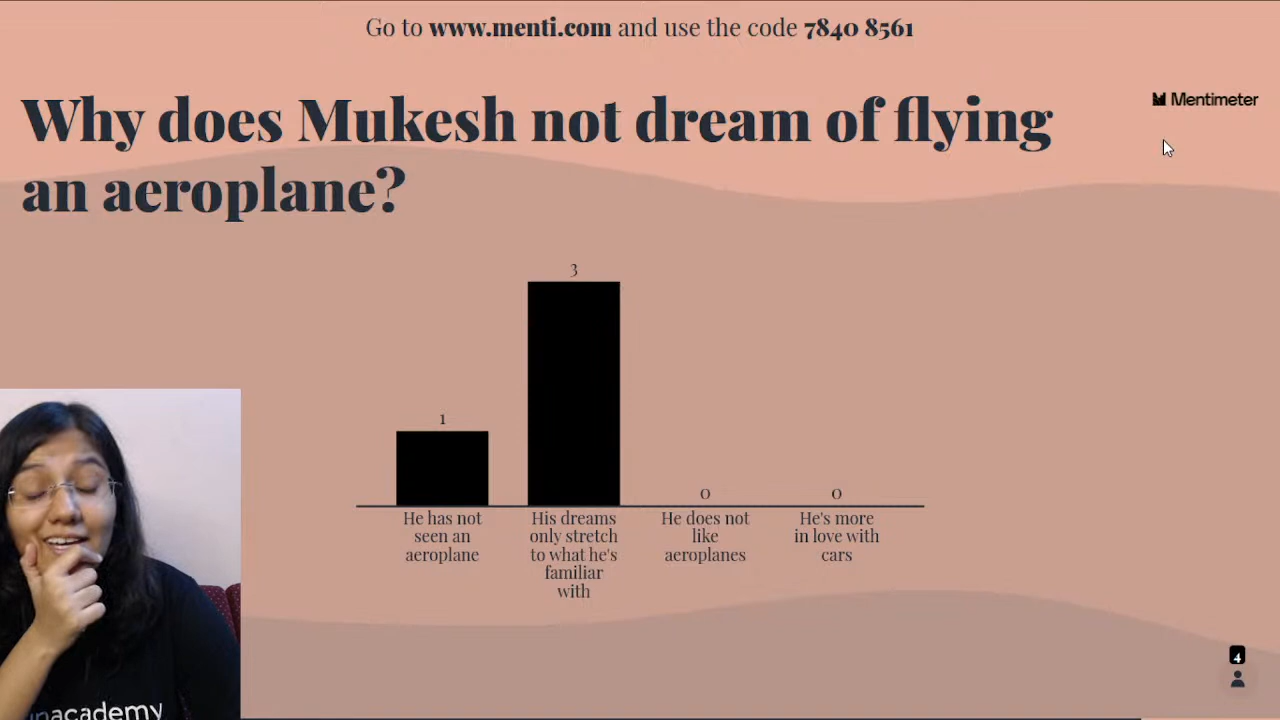 Go to www.menti.com and use the code 7840 8561
Mentimeter
Why does Mukesh not dream of flying
an aeroplane?
1
3
0
0
He has not
seen an
aeroplane
His dreams
only stretch
to what he's
familiar
with
He does not
like
aeroplanes
He's more
in love with
cars
4
academy